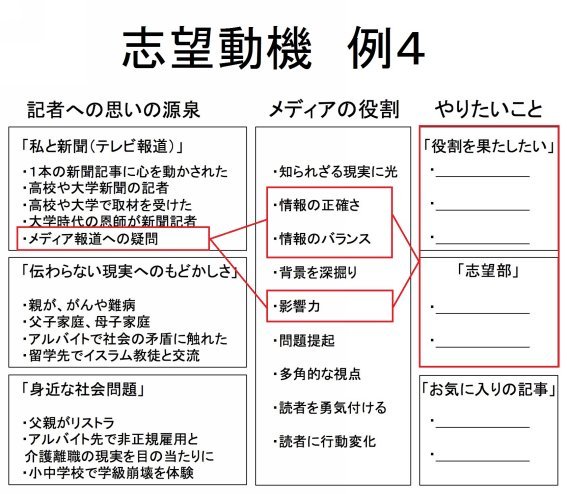 志望動機　例４
記者への思いの源泉
「私と新聞（テレビ報道）」
・１本の新聞記事に心を動かされた
・高校や大学新聞の記者
・高校や大学で取材を受けた
・大学時代の恩師が新聞記者
・メディア報道への疑問
「伝わらない現実へのもどかしさ」
・親が、がんや難病
・父子家庭、母子家庭
・アルバイトで社会の矛盾に触れた
・留学先でイスラム教徒と交流
「身近な社会問題」
・父親がリストラ
・アルバイト先で非正規雇用と
介護離職の現実を目の当たりに
・小中学校で学級崩壊を体験
メディアの役割
・知られざる現実に光
・情報の正確さ
・情報のバランス
・背景を深掘り
・影響力
・問題提起
・多角的な視点
・読者を勇気付ける
・読者に行動変化
やりたいこと
「役割を果たしたい」
・
・
・
「志望部」
・
・
「お気に入りの記事」
・
・